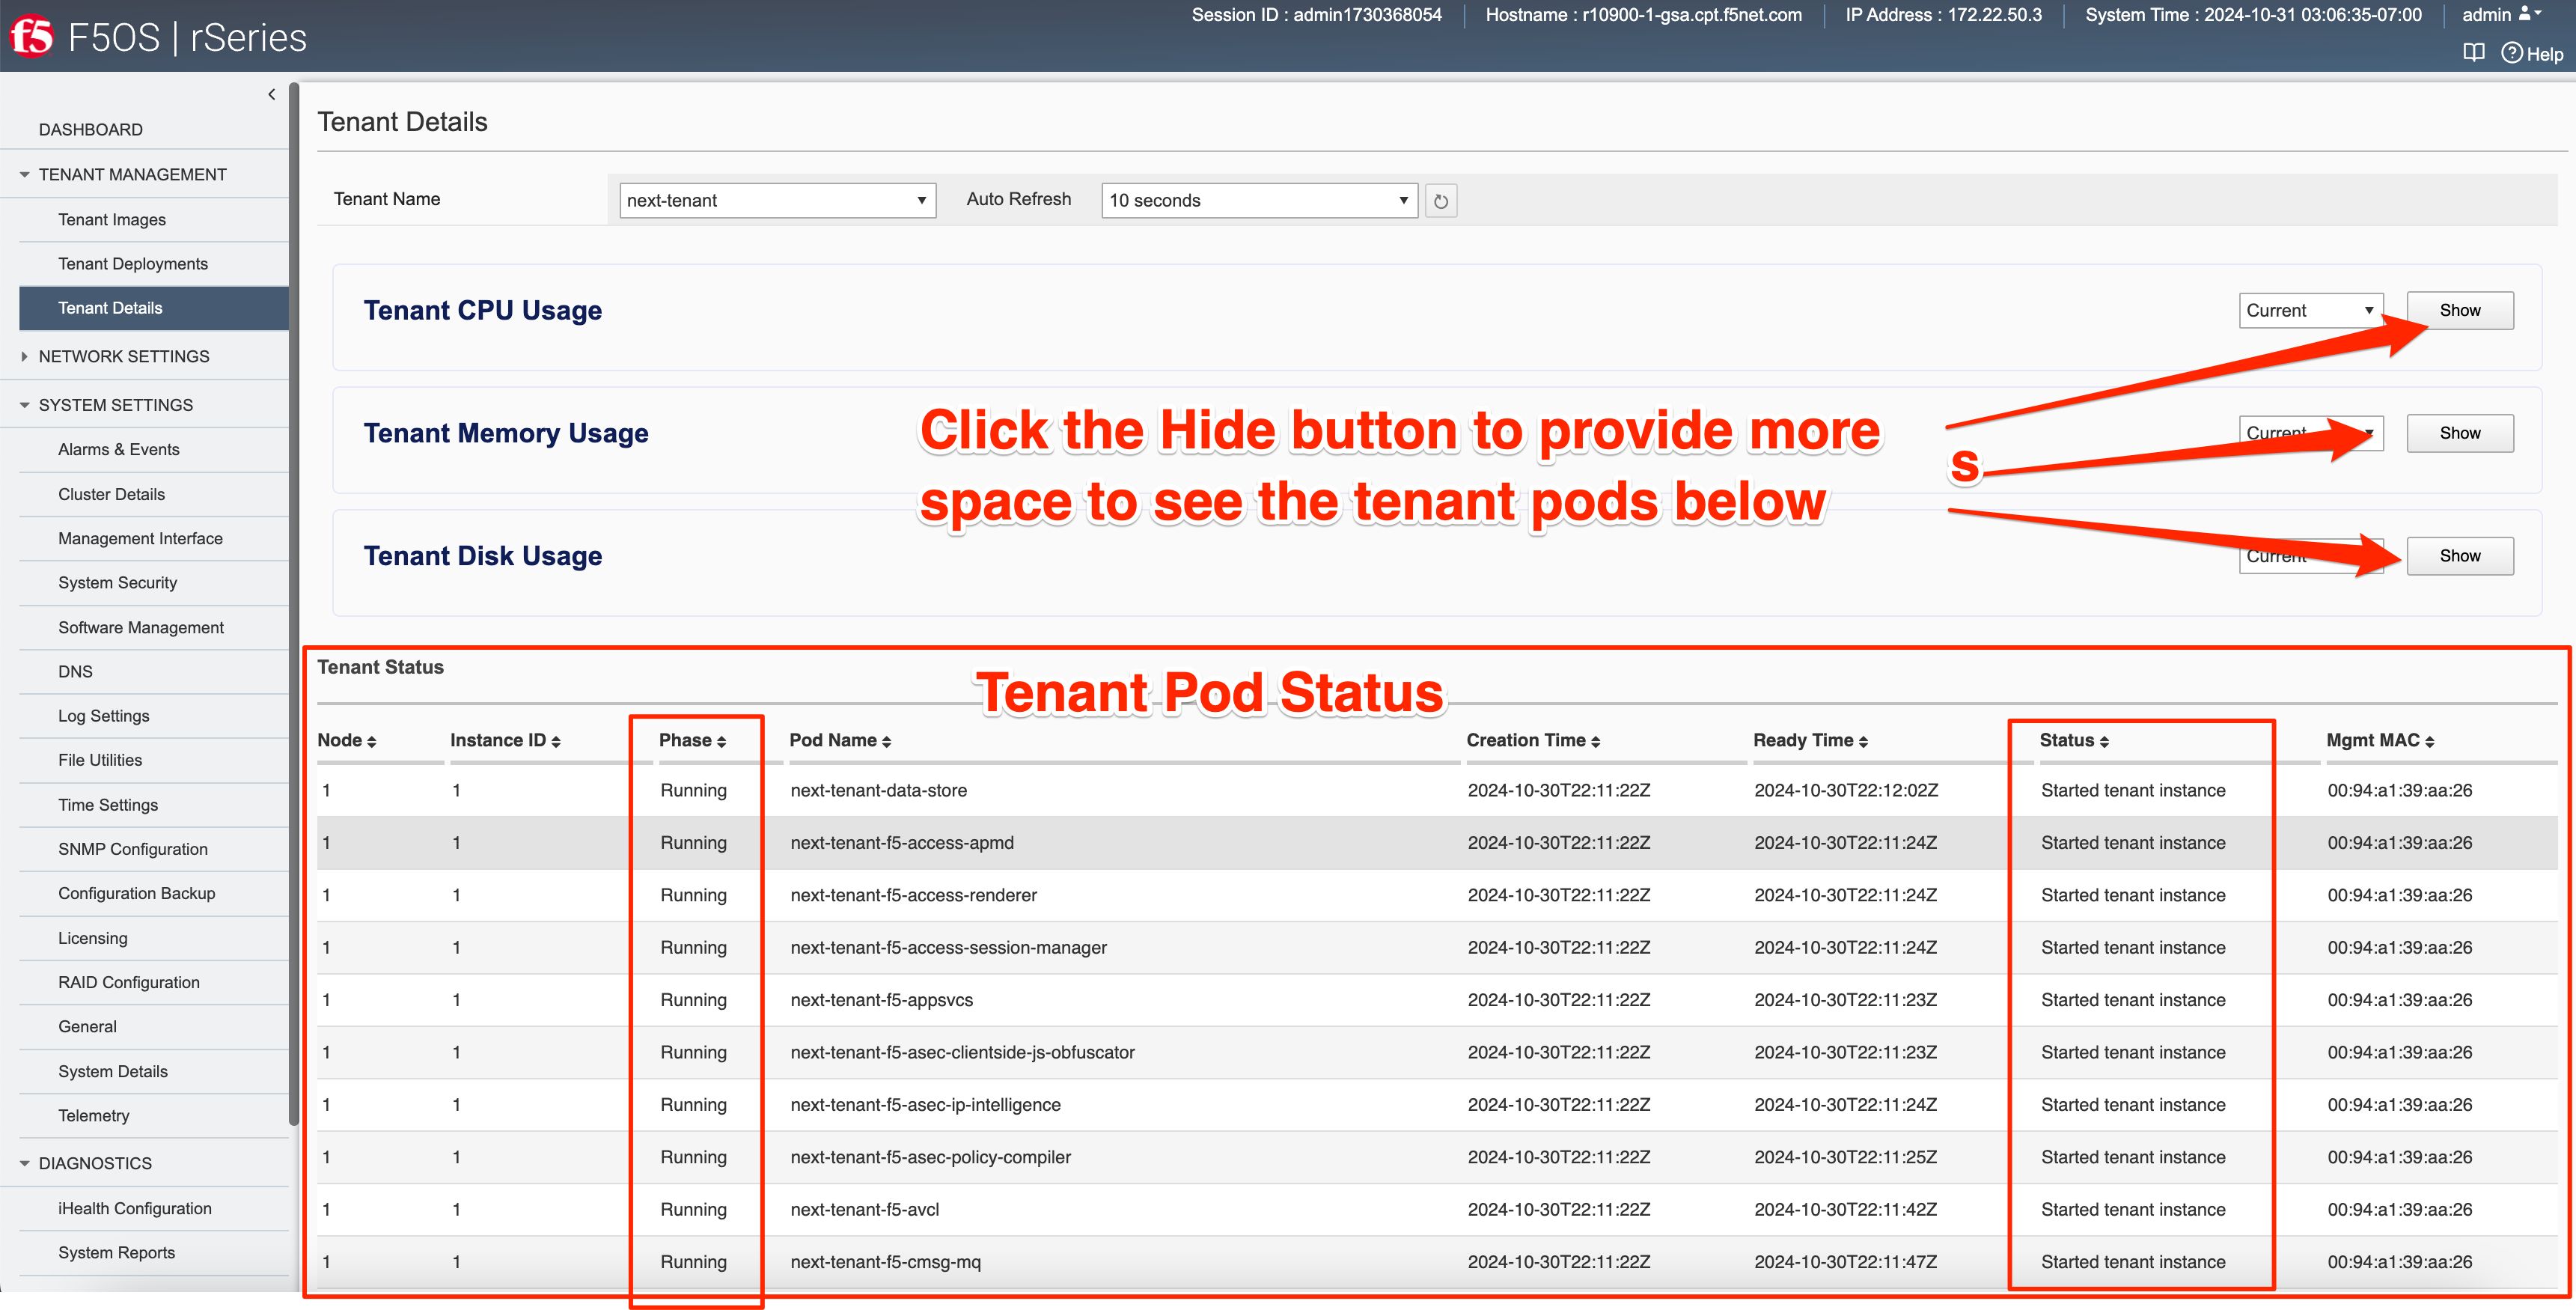 Session ID : admin1730368054 Hostname : r10900-1-gsa.cpt.f5net.com IP Address : 172.22.50.3 System Time : 2024-10-31 03:06:35-07:00 admin
f5 F5OS | rSeries
Help
DASHBOARD
TENANT MANAGEMENT
Tenant Images
Tenant Deployments
Tenant Details
NETWORK SETTINGS
SYSTEM SETTINGS
Alarms & Events
Cluster Details
Management Interface
System Security
Software Management
DNS
Log Settings
File Utilities
Time Settings
SNMP Configuration
Configuration Backup
Licensing
RAID Configuration
General
System Details
Telemetry
DIAGNOSTICS
iHealth Configuration
System Reports
Tenant Details
Tenant Name next-tenant Auto Refresh 10 seconds
Tenant CPU Usage Current Show
Tenant Memory Usage Current Show
Click the Hide button to provide more
s
space to see the tenant pods below
Tenant Disk Usage Current Show
Tenant Status
Tenant Pod Status
Node Instance ID Phase Pod Name Creation Time Ready Time Status Mgmt MAC
1 1 Running next-tenant-data-store 2024-10-30T22:11:22Z 2024-10-30T22:12:02Z Started tenant instance 00:94:a1:39:aa:26
1 1 Running next-tenant-f5-access-apmd 2024-10-30T22:11:22Z 2024-10-30T22:11:24Z Started tenant instance 00:94:a1:39:aa:26
1 1 Running next-tenant-f5-access-renderer 2024-10-30T22:11:22Z 2024-10-30T22:11:24Z Started tenant instance 00:94:a1:39:aa:26
1 1 Running next-tenant-f5-access-session-manager 2024-10-30T22:11:22Z 2024-10-30T22:11:24Z Started tenant instance 00:94:a1:39:aa:26
1 1 Running next-tenant-f5-appsvcs 2024-10-30T22:11:22Z 2024-10-30T22:11:23Z Started tenant instance 00:94:a1:39:aa:26
1 1 Running next-tenant-f5-asec-clientside-js-obfuscator 2024-10-30T22:11:22Z 2024-10-30T22:11:23Z Started tenant instance 00:94:a1:39:aa:26
1 1 Running next-tenant-f5-asec-ip-intelligence 2024-10-30T22:11:22Z 2024-10-30T22:11:24Z Started tenant instance 00:94:a1:39:aa:26
1 1 Running next-tenant-f5-asec-policy-compiler 2024-10-30T22:11:22Z 2024-10-30T22:11:25Z Started tenant instance 00:94:a1:39:aa:26
1 1 Running next-tenant-f5-avcl 2024-10-30T22:11:22Z 2024-10-30T22:11:42Z Started tenant instance 00:94:a1:39:aa:26
1 1 Running next-tenant-f5-cmsg-mq 2024-10-30T22:11:22Z 2024-10-30T22:11:47Z Started tenant instance 00:94:a1:39:aa:26